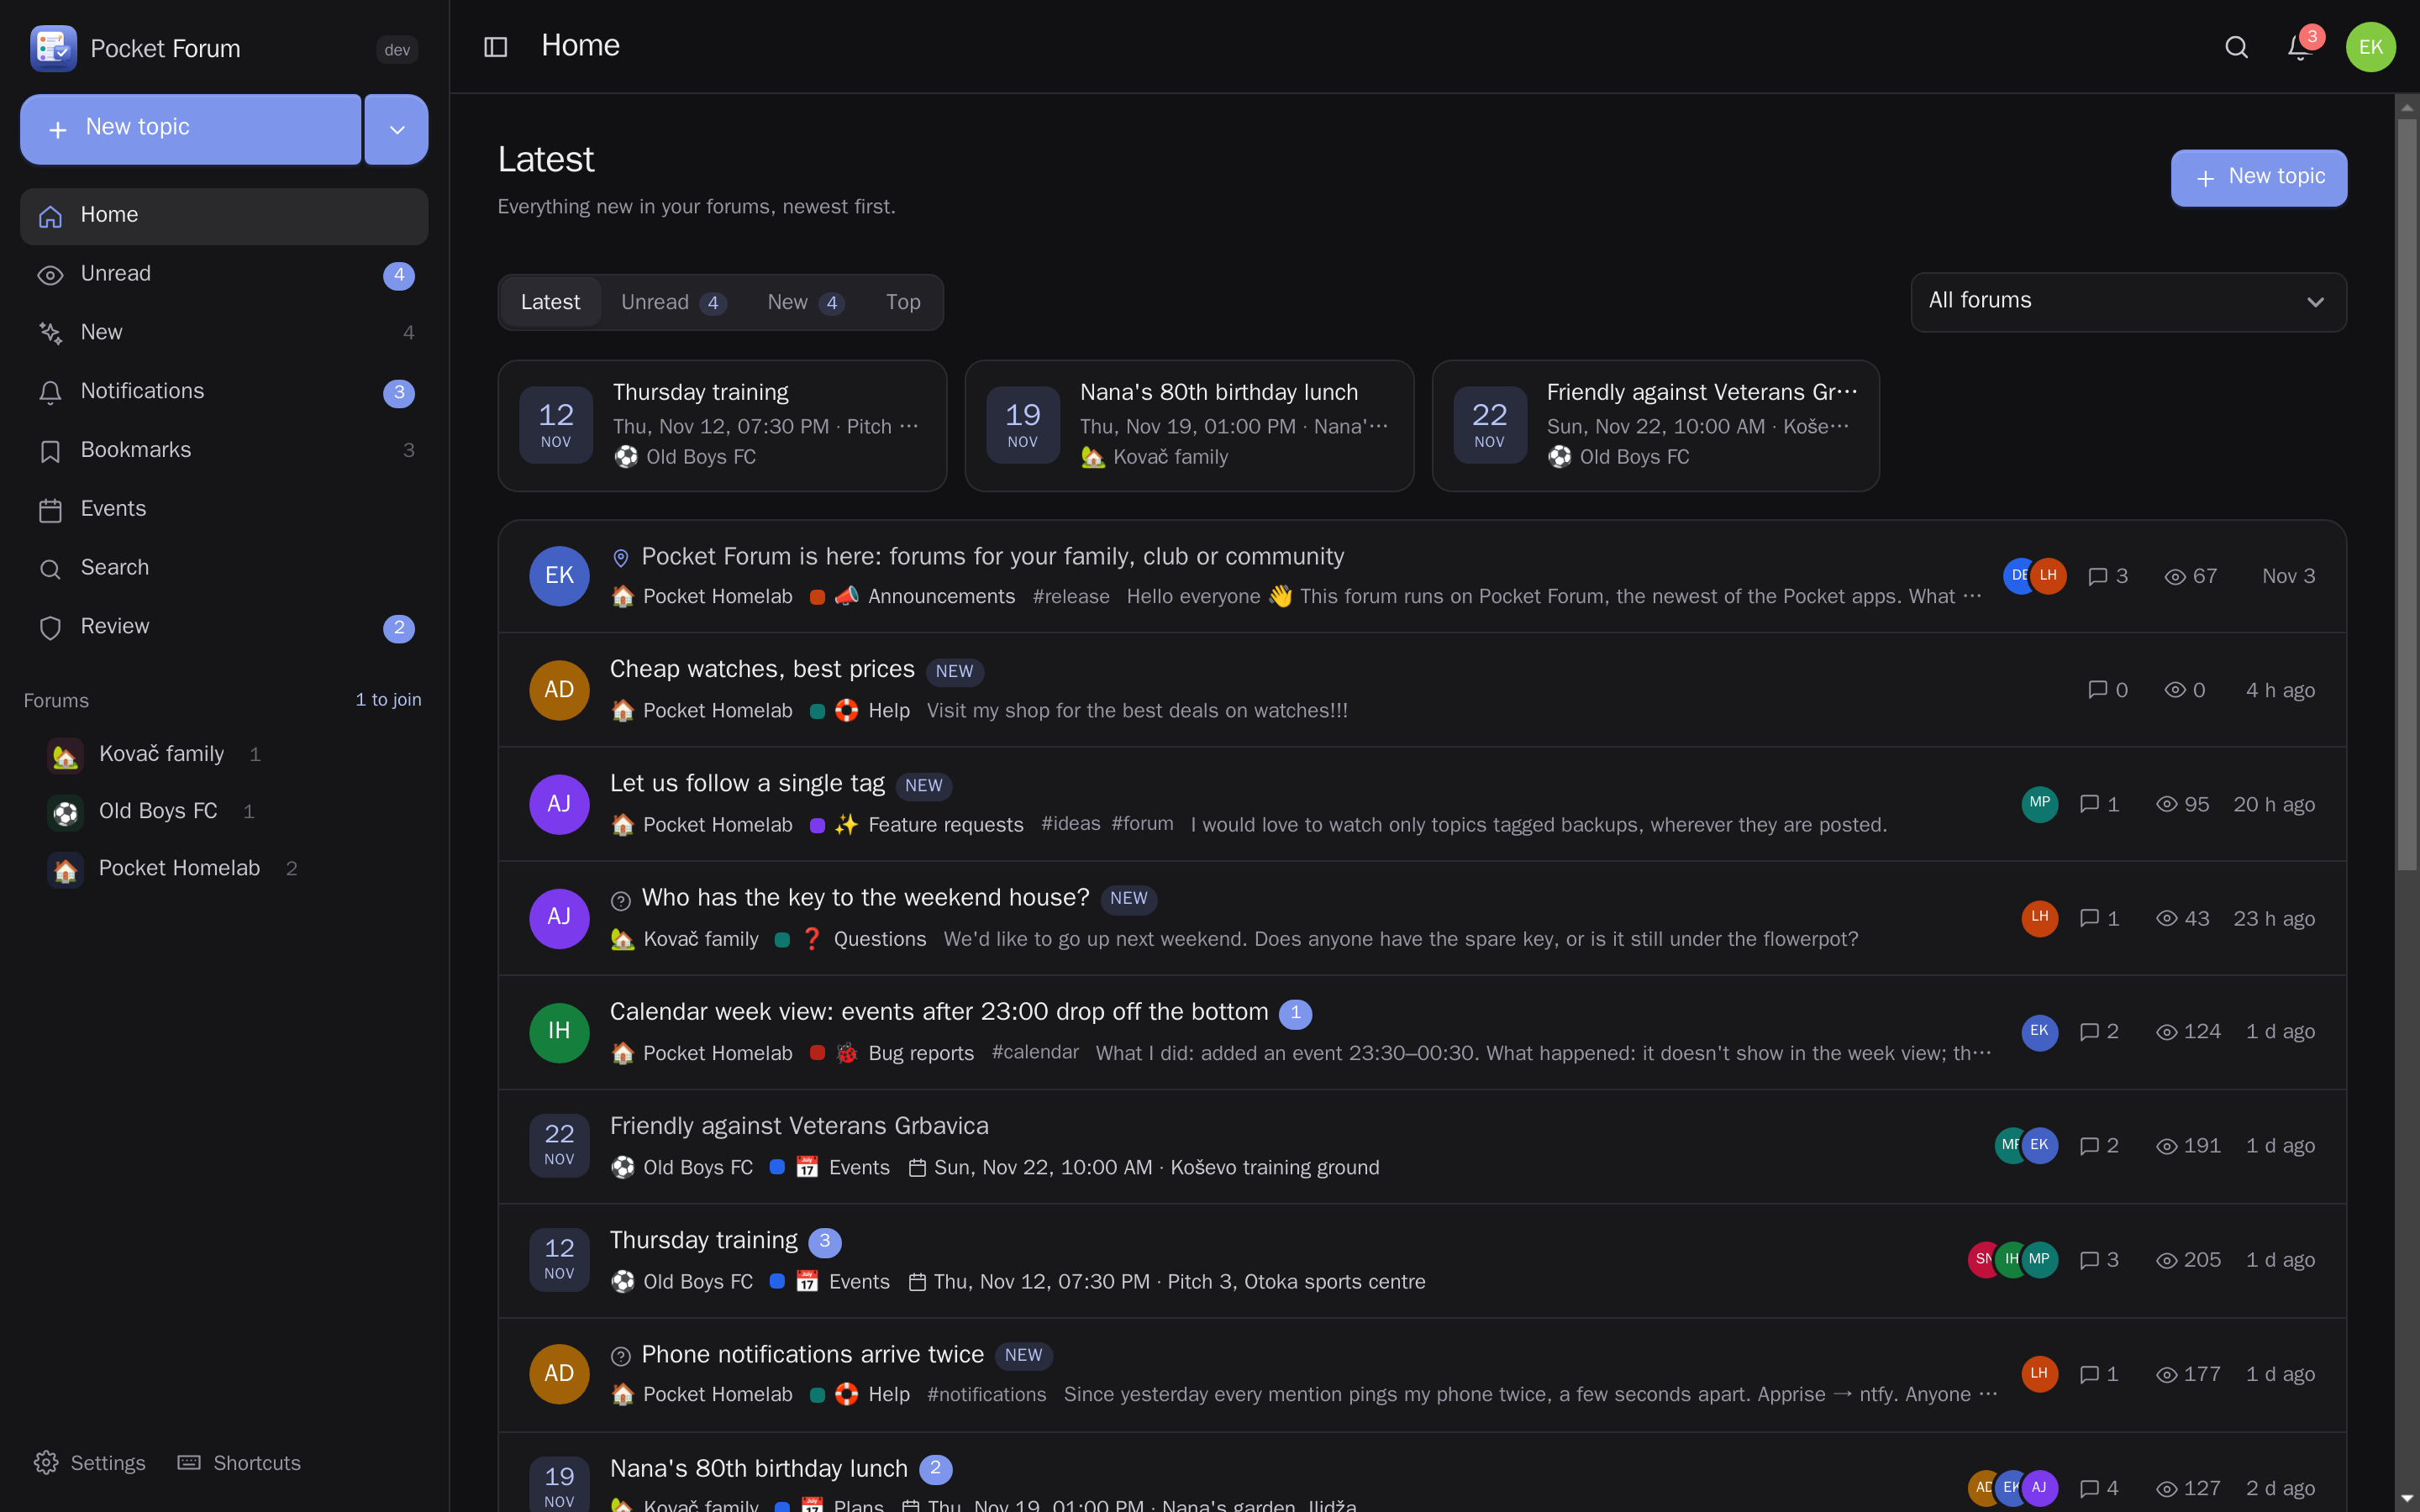 Pocket Forum
dev
New topic
Home
Unread 4
New 4
Notifications 3
Bookmarks 3
Events
Search
Review 2
Forums 1 to join
Kovač family 1
Old Boys FC 1
Pocket Homelab 2
Settings Shortcuts
Home
3
EK
Latest
Everything new in your forums, newest first.
New topic
Latest Unread 4 New 4 Top
All forums
12
NOV
Thursday training
Thu, Nov 12, 07:30 PM · Pitch ···
Old Boys FC
19
NOV
Nana's 80th birthday lunch
Thu, Nov 19, 01:00 PM · Nana'···
Kovač family
22
NOV
Friendly against Veterans Gr···
Sun, Nov 22, 10:00 AM · Koše···
Old Boys FC
EK
Pocket Forum is here: forums for your family, club or community
Pocket Homelab Announcements #release Hello everyone 👋 This forum runs on Pocket Forum, the newest of the Pocket apps. What ···
LH 3 67 Nov 3
AD
Cheap watches, best prices NEW
Pocket Homelab Help Visit my shop for the best deals on watches!!!
0 0 4 h ago
AJ
Let us follow a single tag NEW
Pocket Homelab Feature requests #ideas #forum I would love to watch only topics tagged backups, wherever they are posted.
MP 1 95 20 h ago
AJ
Who has the key to the weekend house? NEW
Kovač family Questions We'd like to go up next weekend. Does anyone have the spare key, or is it still under the flowerpot?
LH 1 43 23 h ago
IH
Calendar week view: events after 23:00 drop off the bottom 1
Pocket Homelab Bug reports #calendar What I did: added an event 23:30–00:30. What happened: it doesn't show in the week view; th···
EK 2 124 1 d ago
22
NOV
Friendly against Veterans Grbavica
Old Boys FC Events Sun, Nov 22, 10:00 AM · Koševo training ground
EK 2 191 1 d ago
12
NOV
Thursday training 3
Old Boys FC Events Thu, Nov 12, 07:30 PM · Pitch 3, Otoka sports centre
IH MP 3 205 1 d ago
AD
Phone notifications arrive twice NEW
Pocket Homelab Help #notifications Since yesterday every mention pings my phone twice, a few seconds apart. Apprise → ntfy. Anyone ···
LH 1 177 1 d ago
19
NOV
Nana's 80th birthday lunch 2
Kovač family Plans Thu, Nov 19, 01:00 PM · Nana's garden, Ilidža
AJ 4 127 2 d ago